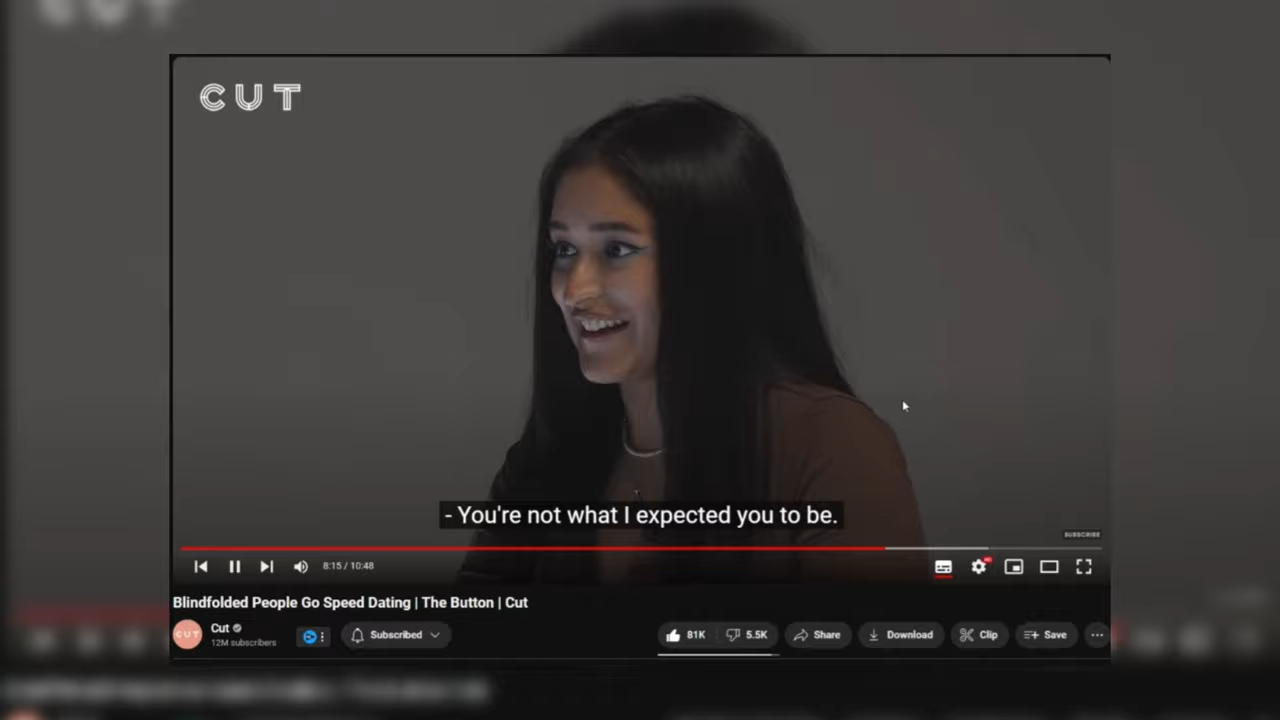 CUT
- You're not what I expected you to be.
SUBSCRIBE
8:15 / 10:48
Blindfolded People Go Speed Dating | The Button | Cut
CUT
Cut
12M subscribers
Subscribed
81K
5.5K
Share
Download
Clip
Save